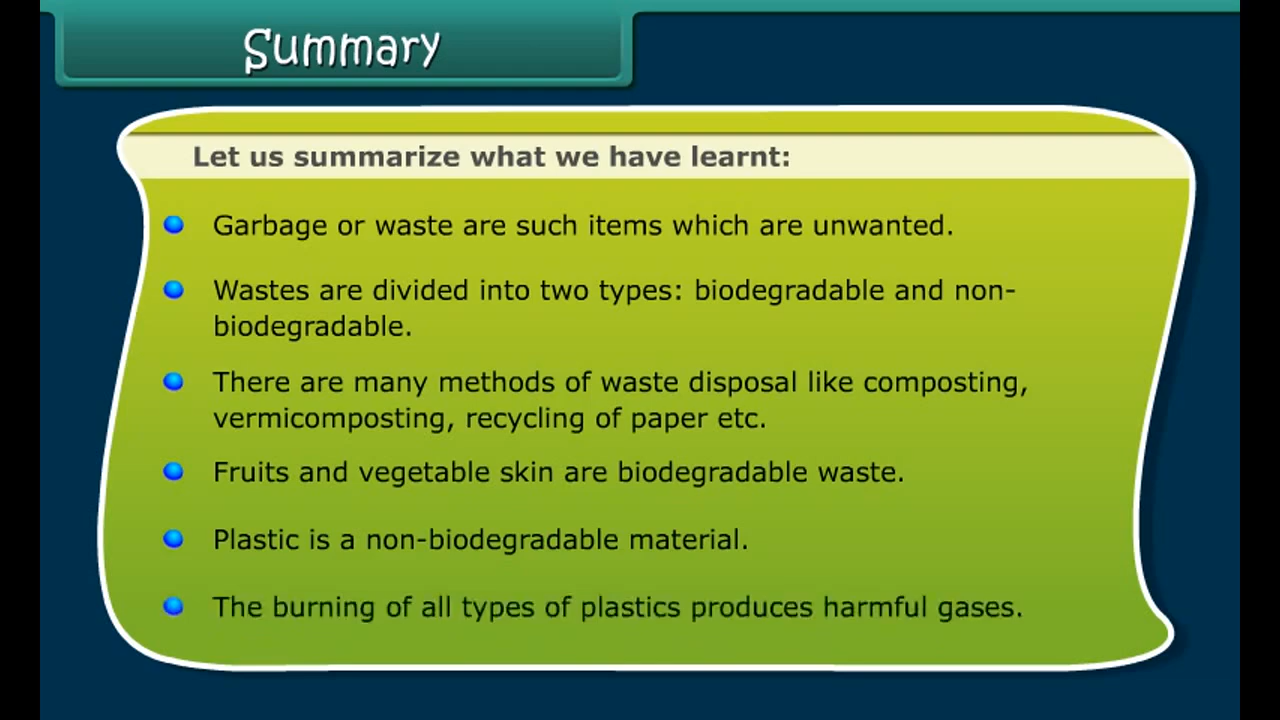 Summary
Let us summarize what we have learnt:
Garbage or waste are such items which are unwanted.
Wastes are divided into two types: biodegradable and non-
biodegradable.
There are many methods of waste disposal like composting,
vermicomposting, recycling of paper etc.
Fruits and vegetable skin are biodegradable waste.
Plastic is a non-biodegradable material.
The burning of all types of plastics produces harmful gases.